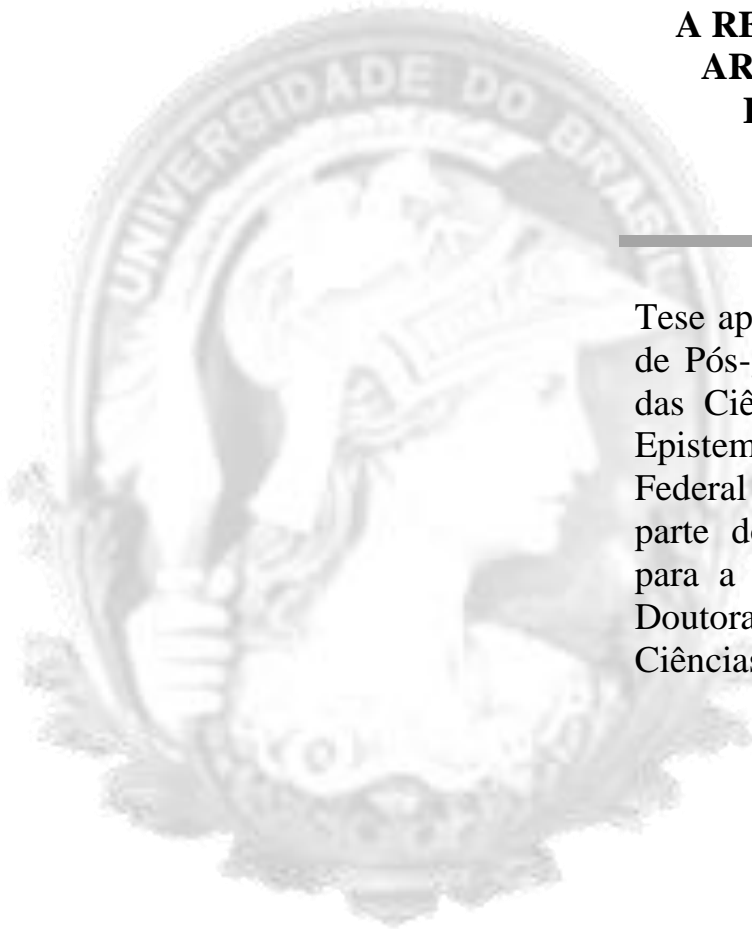 UNIVERSIDADE DO BRASIL
A RE
AR
Tese ap
de Pós-
das Ciê
Epistem
Federal
parte d
para a
Doutora
Ciências